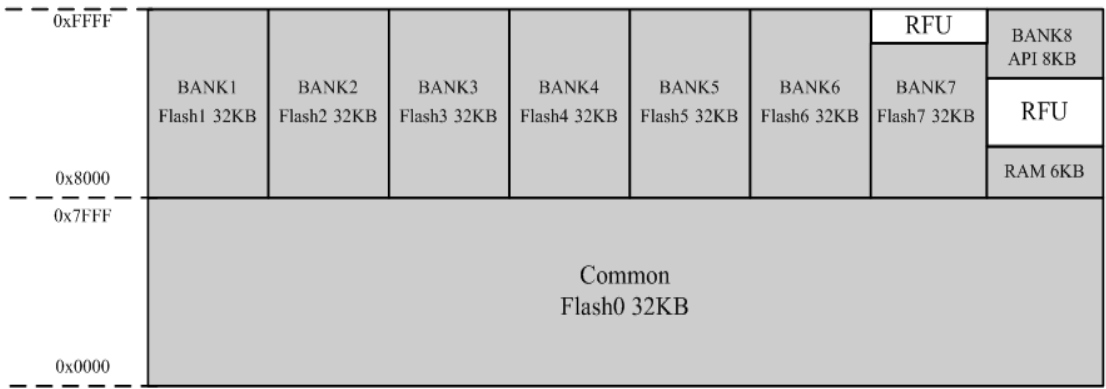 0xFFFF
BANK1
Flash1 32KB
BANK2
Flash2 32KB
BANK3
Flash3 32KB
BANK4
Flash4 32KB
BANK5
Flash5 32KB
BANK6
Flash6 32KB
RFU
BANK7
Flash7 32KB
BANK8
API 8KB
RFU
RAM 6KB
0x8000
0x7FFF
Common
Flash0 32KB
0x0000